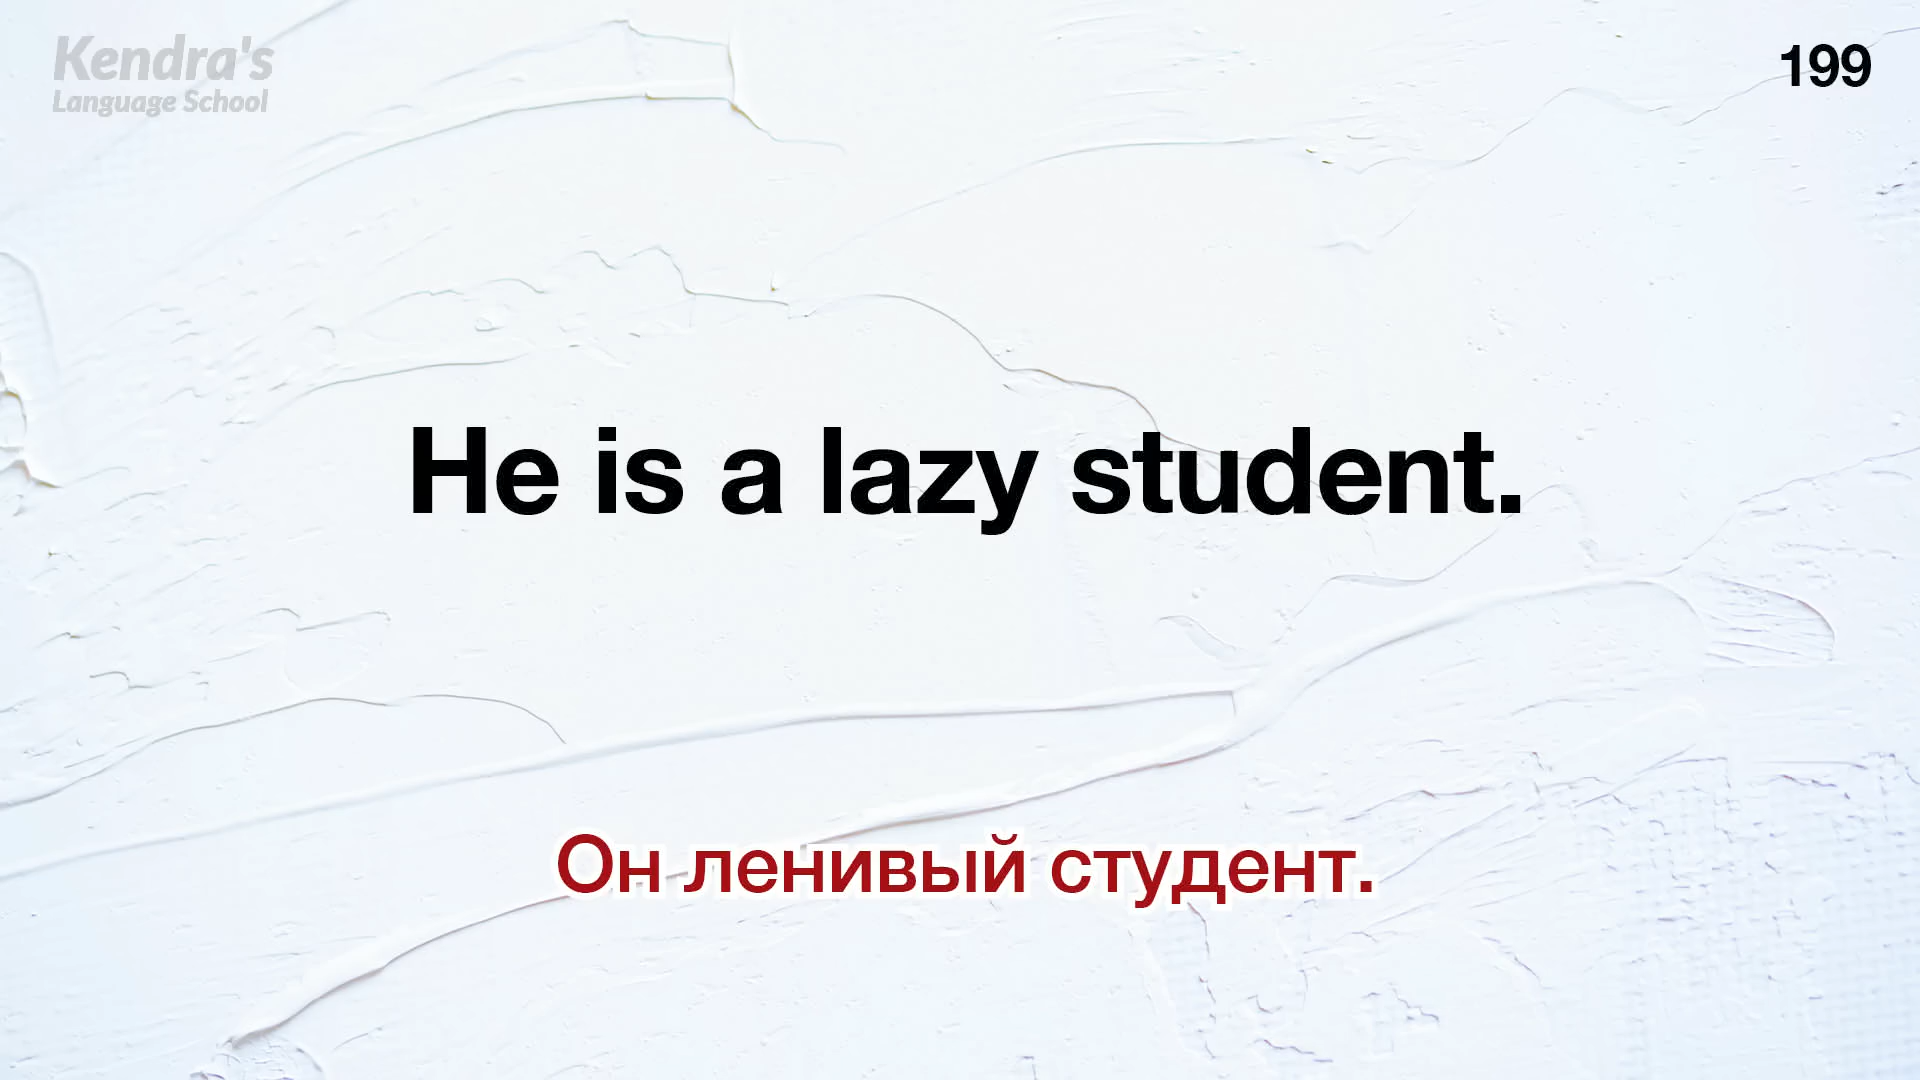 Kendra's
Language School
199
He is a lazy student.
Он ленивый студент.